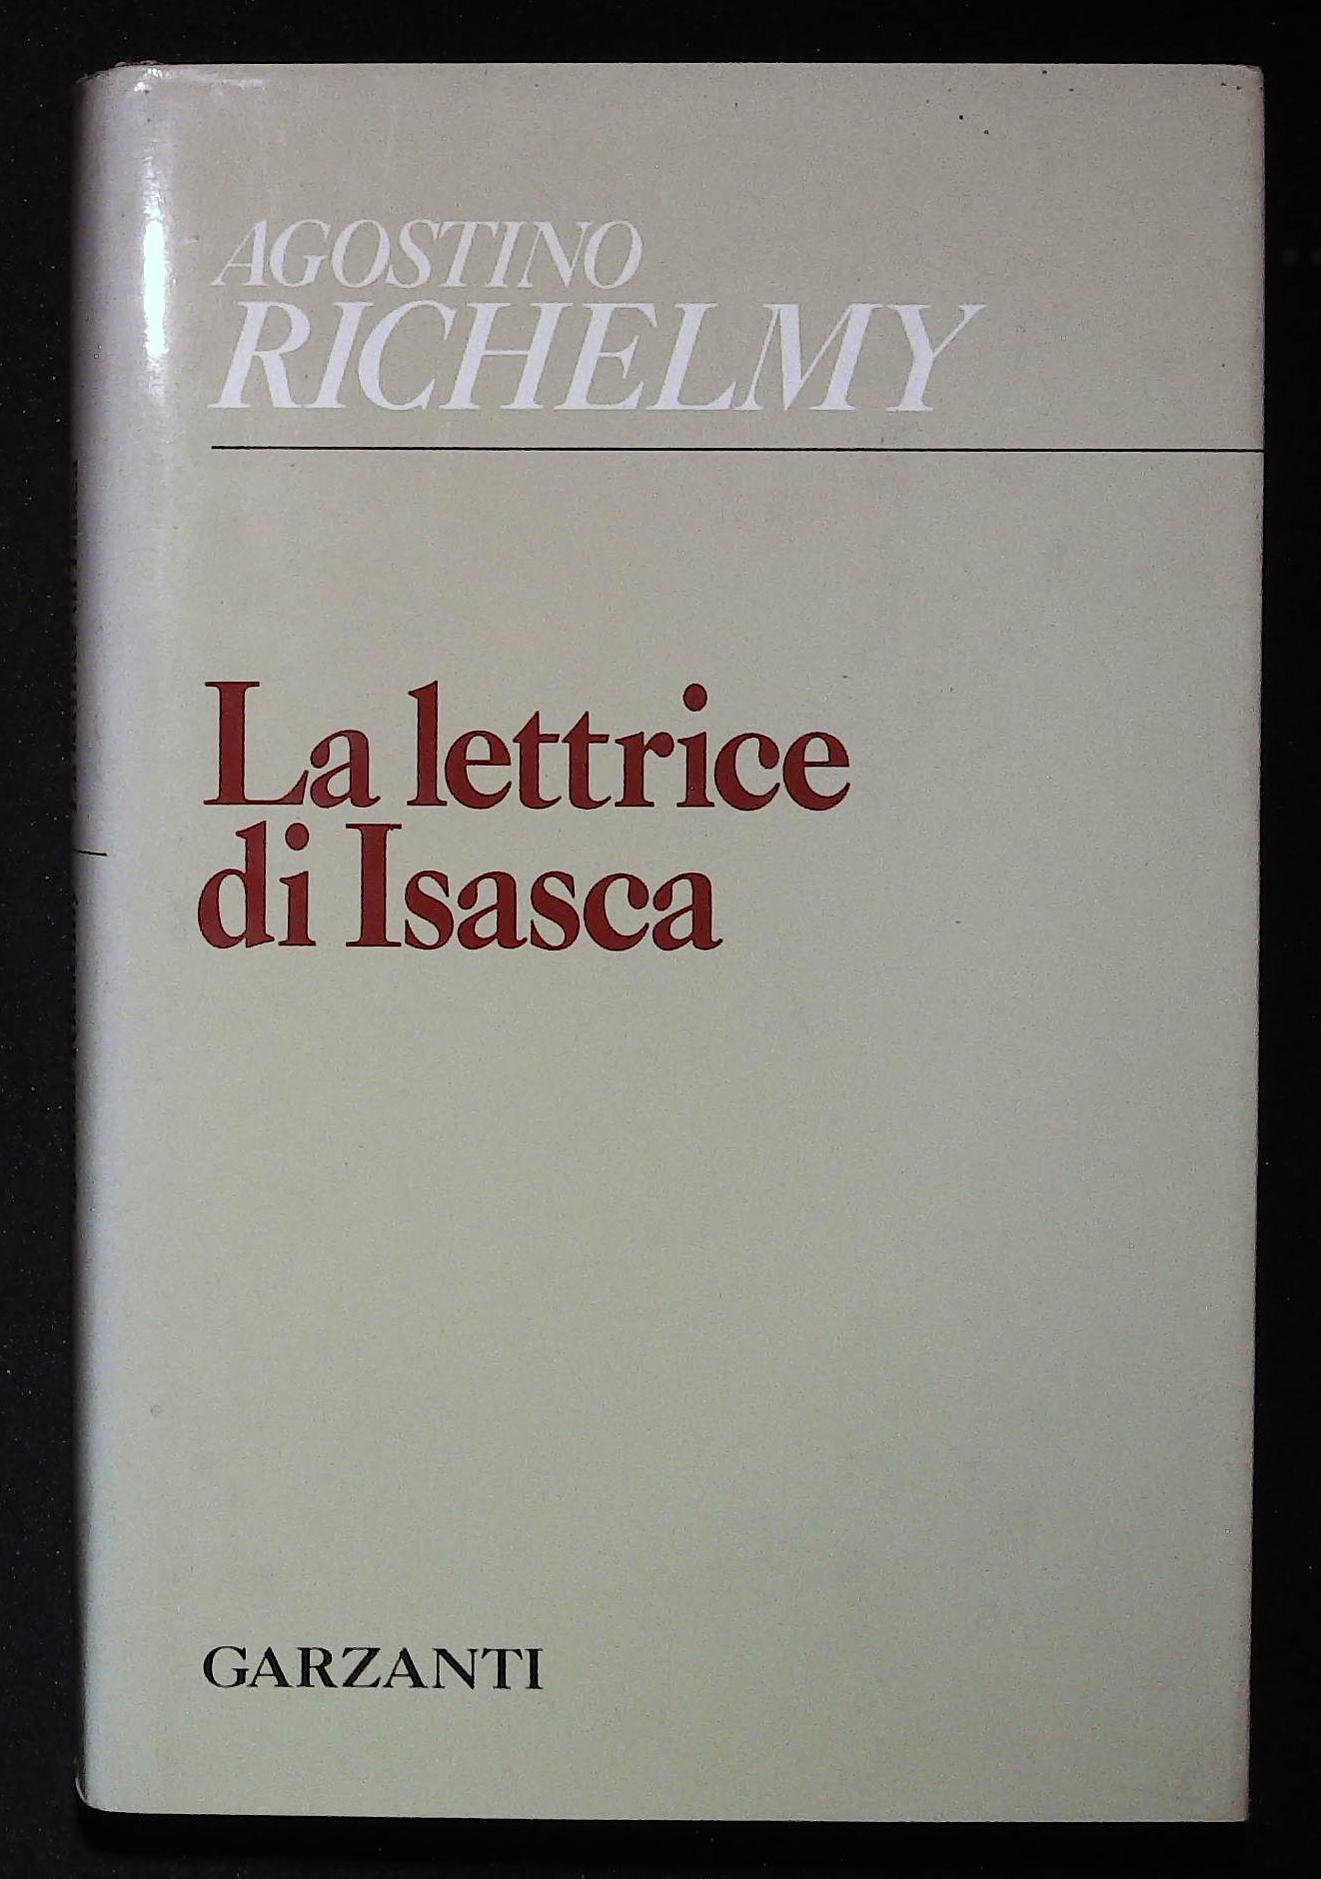 AGOSTINO
RICHELMY
La lettrice
di Isasca
GARZANTI